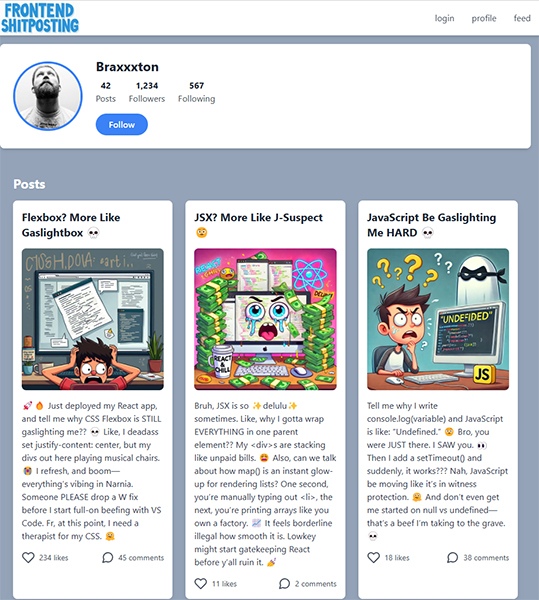 FRONTEND
SHITPOSTING
login profile feed
Braxxxton
42 1,234 567
Posts Followers Following
Follow
Posts
Flexbox? More Like
Gaslightbox 💀
🚀🔥 Just deployed my React app,
and tell me why CSS Flexbox is STILL
gaslighting me?? 💀 Like, I deadass
set justify-content: center, but my
divs out here playing musical chairs.
😭 I refresh, and boom—
everything's vibing in Narnia.
Someone PLEASE drop a W fix
before I start full-on beefing with VS
Code. Fr, at this point, I need a
therapist for my CSS. 🤗
234 likes 45 comments
JSX? More Like J-Suspect
😲
REACT
& CHILL
Bruh, JSX is so ✨delulu✨
sometimes. Like, why I gotta wrap
EVERYTHING in one parent
element?? My <div>s are stacking
like unpaid bills. 🤩 Also, can we
talk about how map() is an instant glow-
up for rendering lists? One second,
you're manually typing out <li>, the
next, you're printing arrays like you
own a factory. 📈 It feels borderline
illegal how smooth it is. Lowkey
might start gatekeeping React
before y'all ruin it. 💅
11 likes 2 comments
JavaScript Be Gaslighting
Me HARD 💀
"UNDEFIDED"
JS
Tell me why I write
console.log(variable) and JavaScript
is like: "Undefined." 😩 Bro, you
were JUST there. I SAW you. 👀
Then I add a setTimeout() and
suddenly, it works??? Nah, JavaScript
be moving like it's in witness
protection. 🤗 And don't even get
me started on null vs undefined—
that's a beef I'm taking to the grave.
💀
18 likes 38 comments